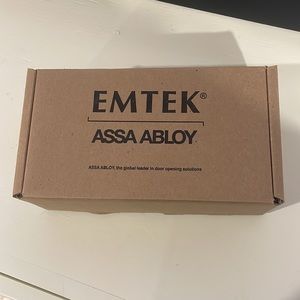 EMTEK®
ASSA ABLOY
ASSA ABLOY, the global leader in door opening solutions